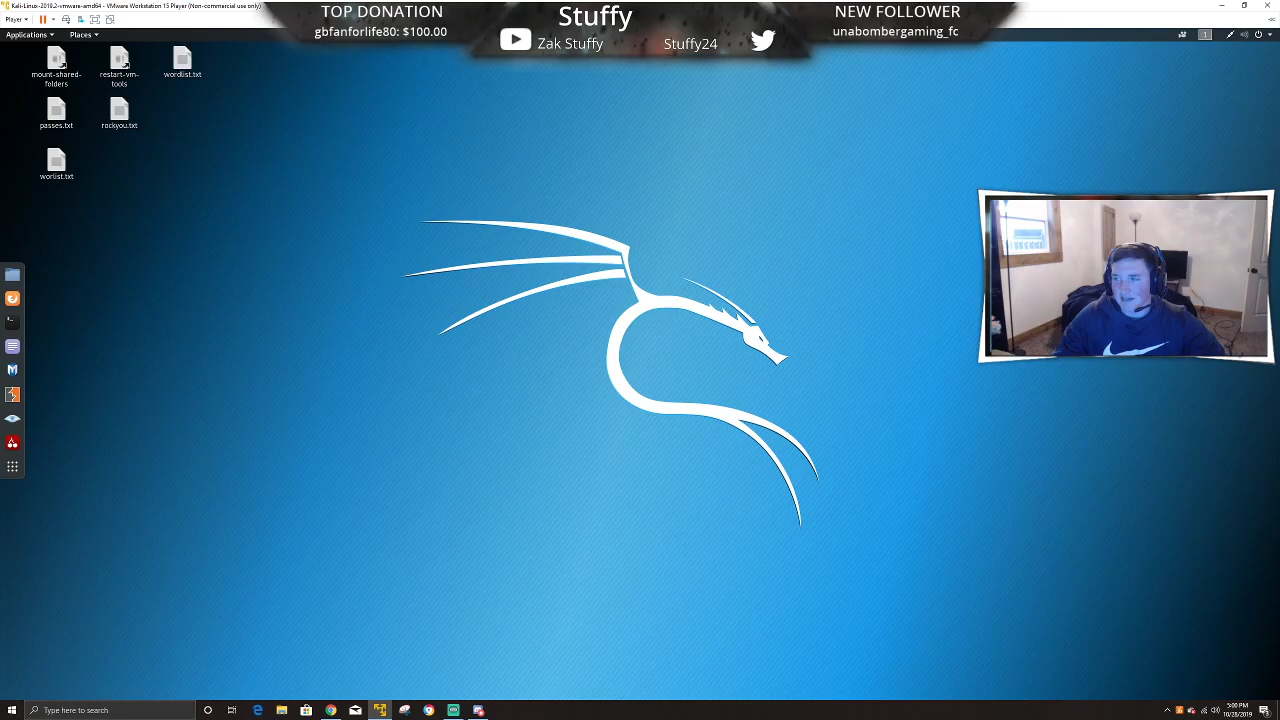 Kali-Linux-2019.2-vmware-amd64 - VMware Workstation 15 Player (Non-commercial use only)
Player
Applications
Places
TOP DONATION
gbfanforlife80: $100.00
Stuffy
Zak Stuffy
Stuffy24
NEW FOLLOWER
unabombergaming_fc
1
mount-shared-
folders
restart-vm-
tools
wordlist.txt
passes.txt
rockyou.txt
worlist.txt
Type here to search
5:00 PM
10/28/2019